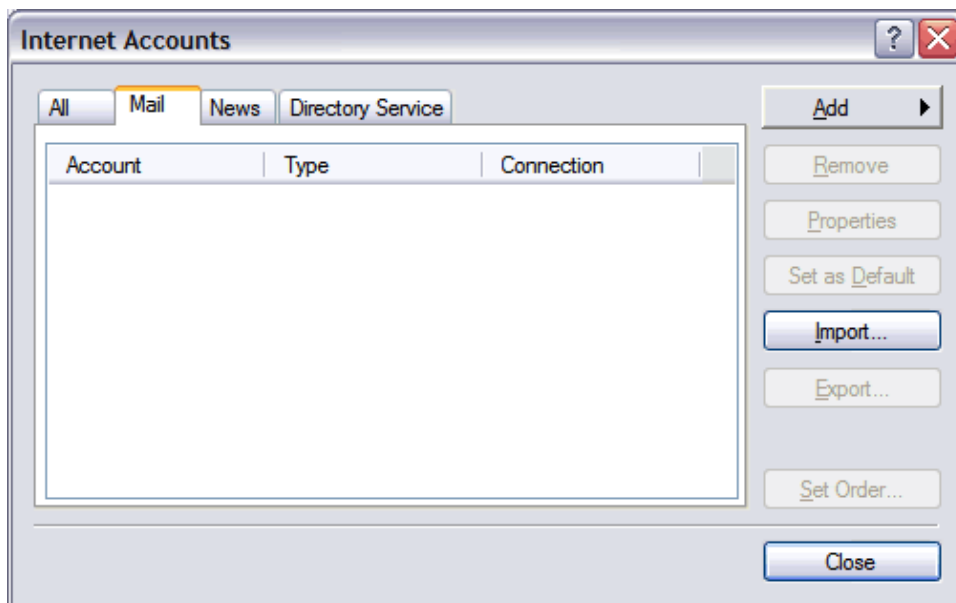 Internet Accounts
?
All Mail News Directory Service
Add
Account Type Connection
Remove
Properties
Set as Default
Import...
Export...
Set Order...
Close